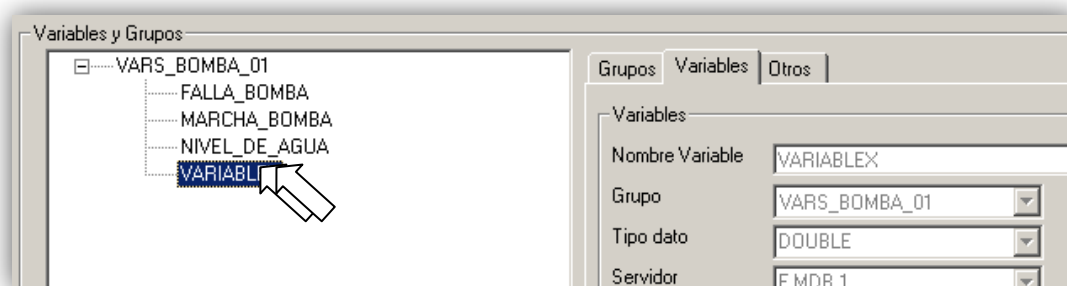 Variables y Grupos
VARS_BOMBA_01
FALLA_BOMBA
MARCHA_BOMBA
NIVEL_DE_AGUA
VARIABL
Grupos Variables Otros
Variables
Nombre Variable VARIABLEX
Grupo VARS_BOMBA_01
Tipo dato DOUBLE
Servidor